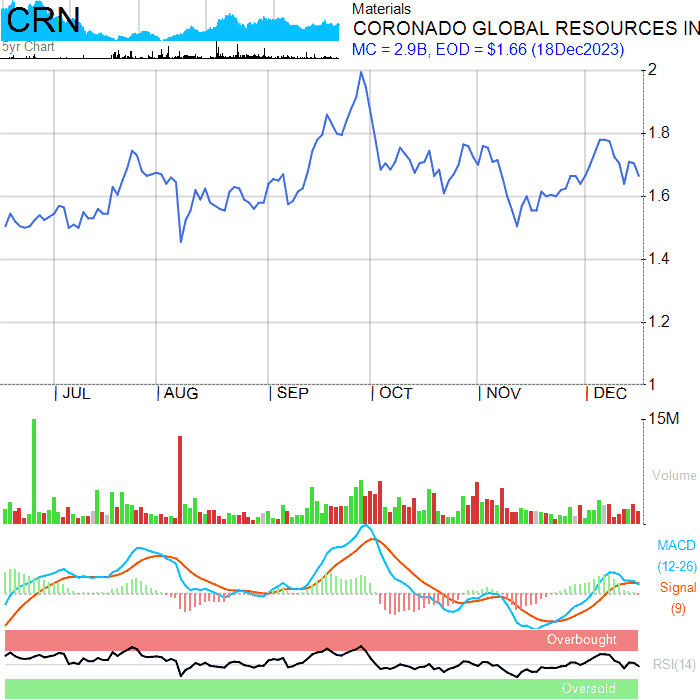 CRN
5yr Chart
Materials
CORONADO GLOBAL RESOURCES IN
MC = 2.9B, EOD = $1.66 (18Dec2023)
2
1.8
1.6
1.4
1.2
1
JUL AUG SEP OCT NOV DEC
15M
Volume
MACD
(12-26)
Signal
(9)
Overbought
RSI(14)
Oversold